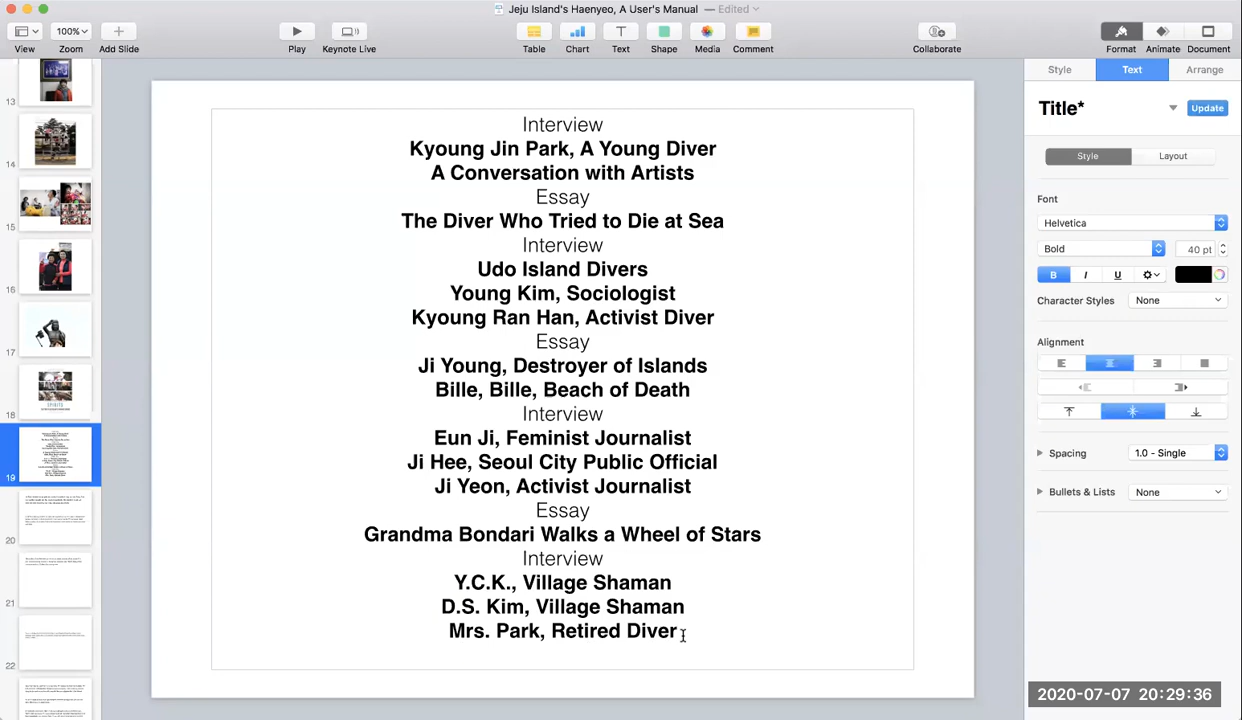 Jeju Island's Haenyeo, A User's Manual — Edited
View
100%
Zoom
Add Slide
Play
Keynote Live
Table
Chart
Text
Shape
Media
Comment
Collaborate
Format
Animate
Document
Style
Text
Arrange
13
14
15
16
17
18
19
20
21
22
SPIRITS
Interview
Kyoung Jin Park, A Young Diver
A Conversation with Artists
Essay
The Diver Who Tried to Die at Sea
Interview
Udo Island Divers
Young Kim, Sociologist
Kyoung Ran Han, Activist Diver
Essay
Ji Young, Destroyer of Islands
Bille, Bille, Beach of Death
Interview
Eun Ji, Feminist Journalist
Ji Hee, Seoul City Public Official
Ji Yeon, Activist Journalist
Essay
Grandma Bondari Walks a Wheel of Stars
Interview
Y.C.K., Village Shaman
D.S. Kim, Village Shaman
Mrs. Park, Retired Diver
Title*
Update
Style
Layout
Font
Helvetica
Bold
40 pt
B
I
U
Character Styles
None
Alignment
Spacing
1.0 - Single
Bullets & Lists
None
2020-07-07 20:29:36